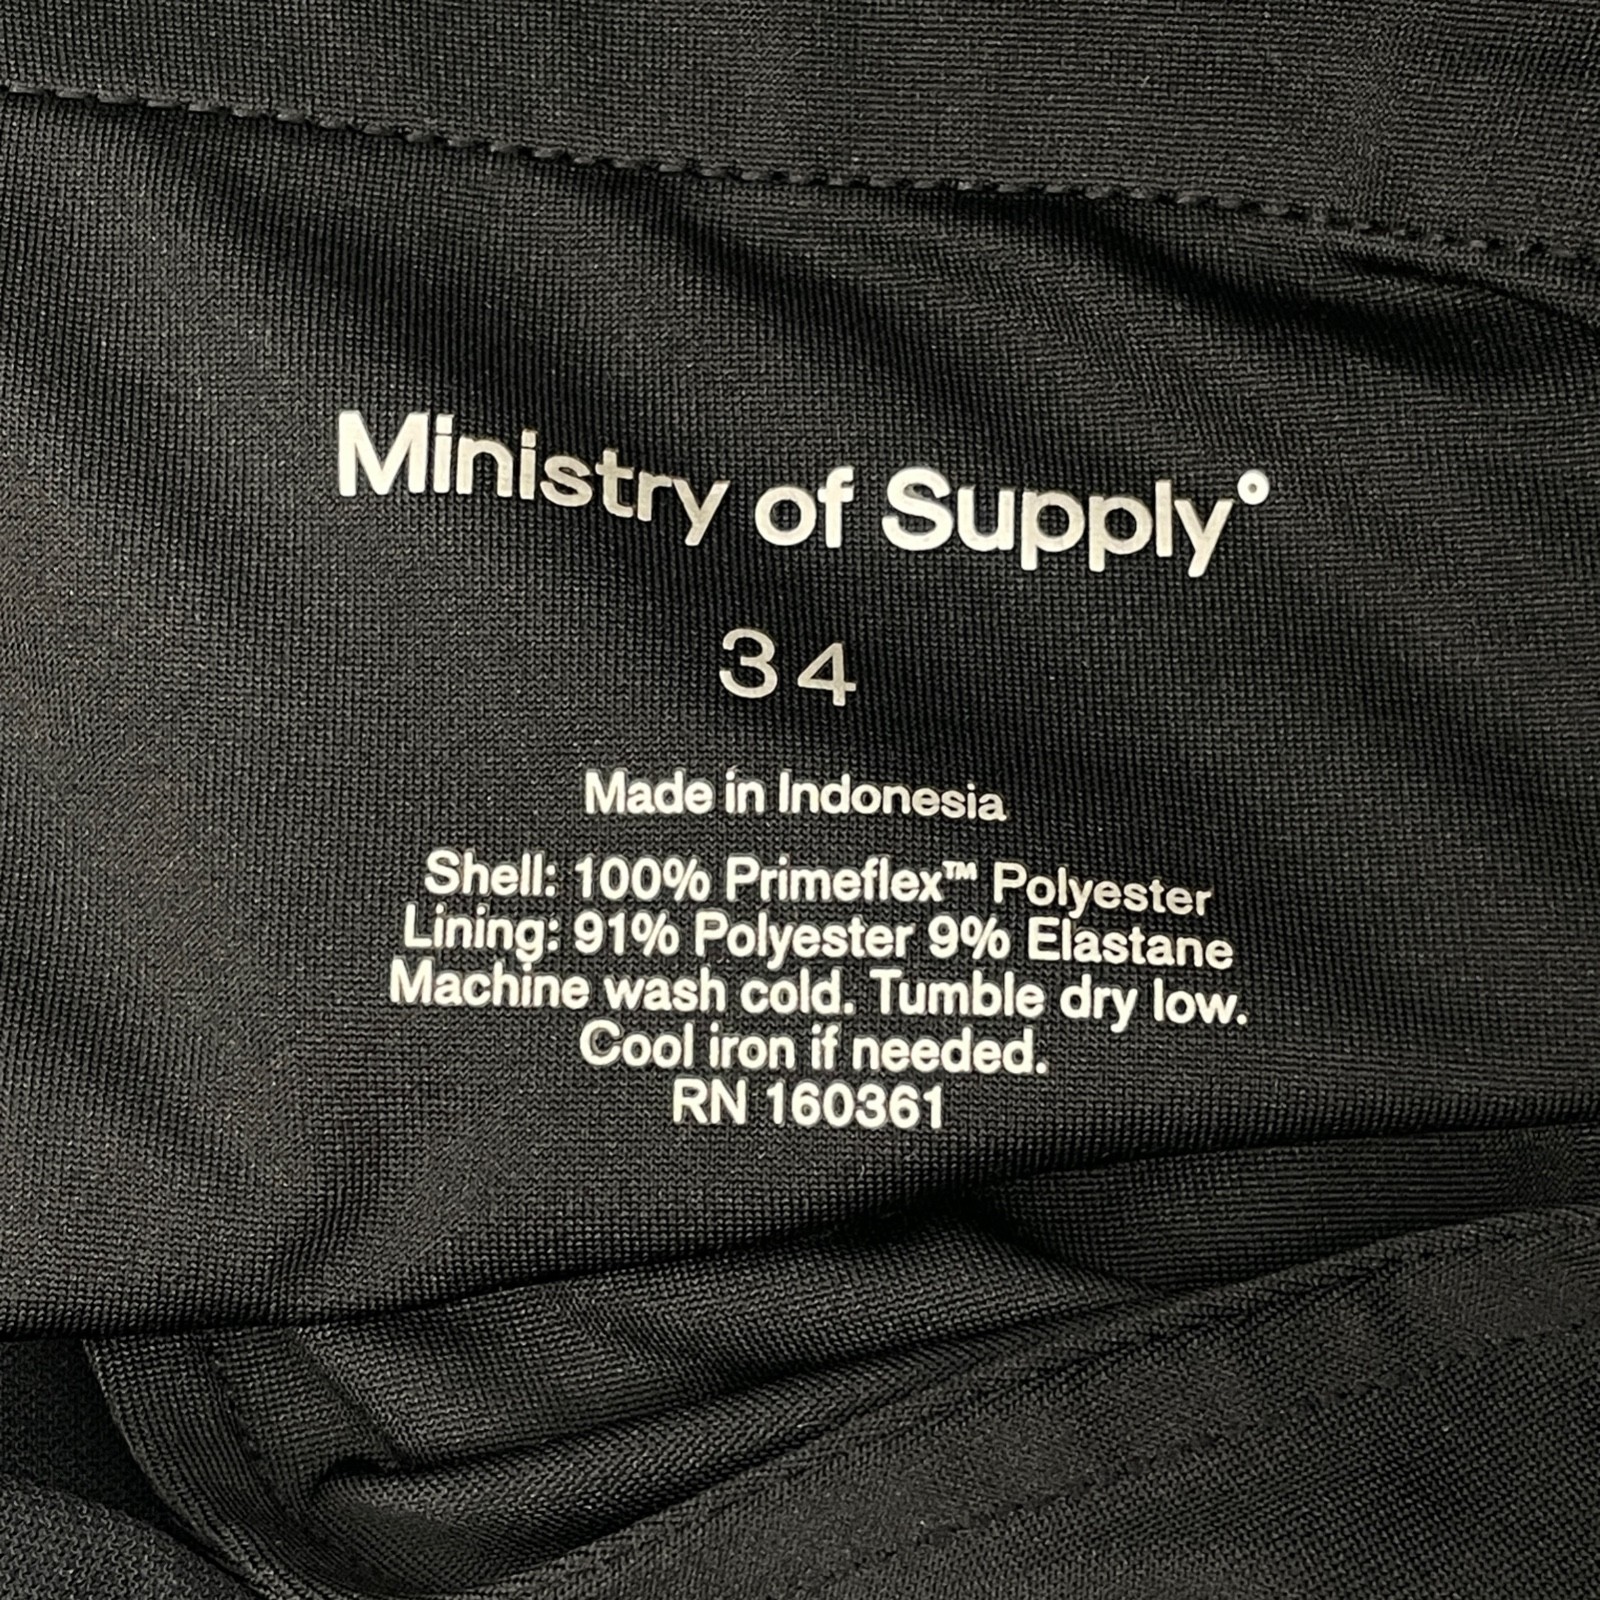 Ministry of Supply°
34
Made in Indonesia
Shell: 100% Primeflex™ Polyester
Lining: 91% Polyester 9% Elastane
Machine wash cold. Tumble dry low.
Cool iron if needed.
RN 160361